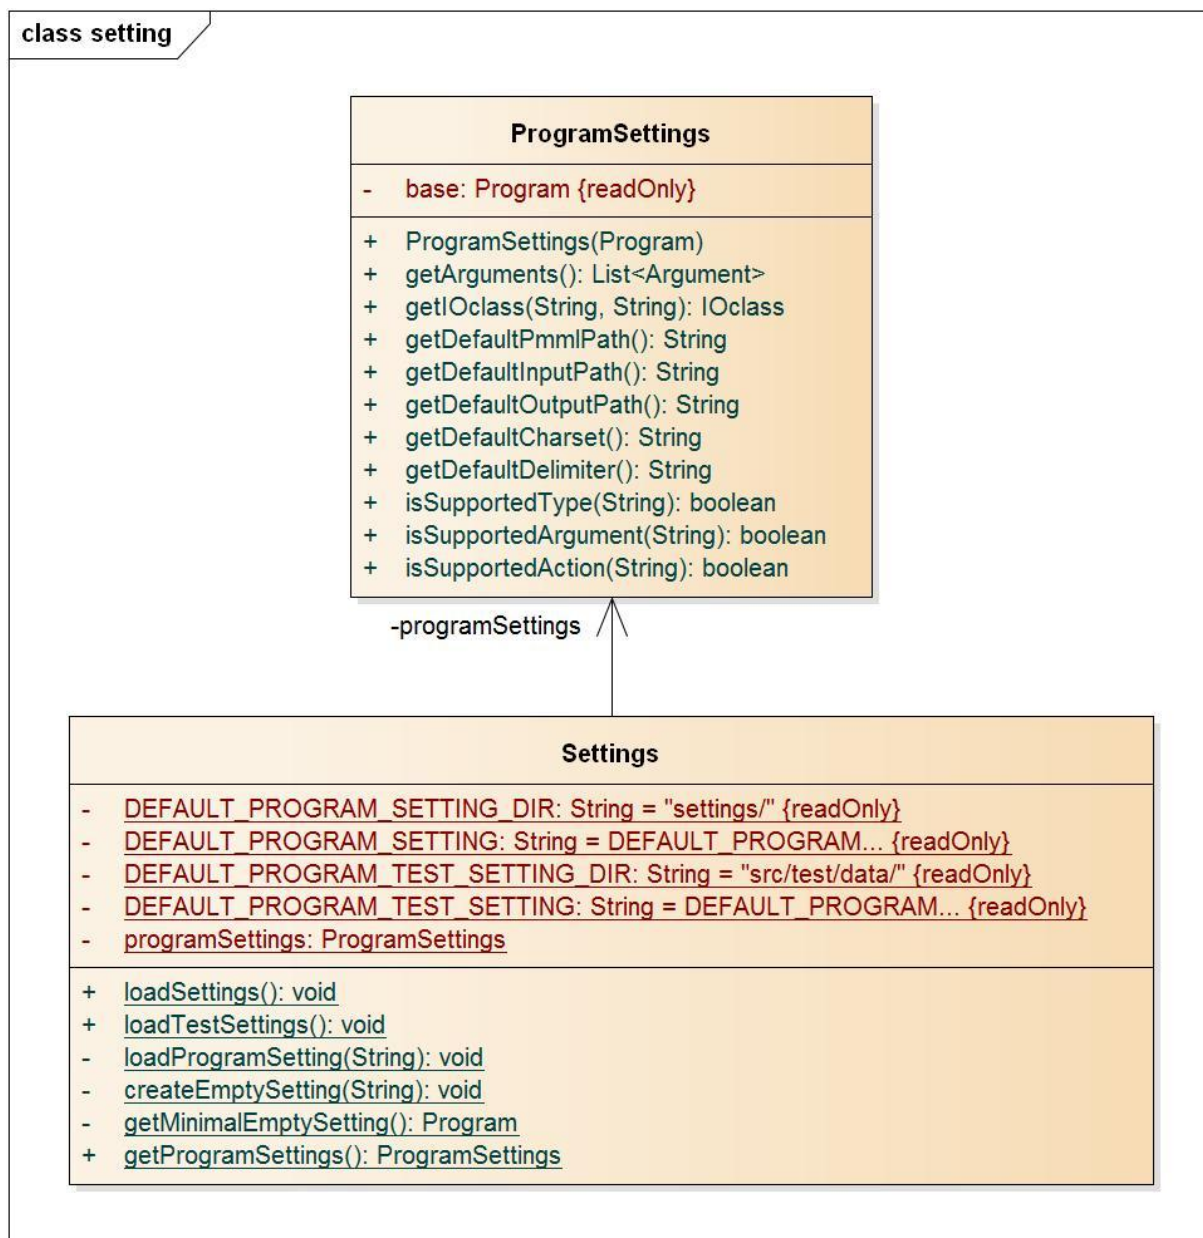 class setting
ProgramSettings
- base: Program {readOnly}
+ ProgramSettings(Program)
+ getArguments(): List<Argument>
+ getIOclass(String, String): IOclass
+ getDefaultPmmlPath(): String
+ getDefaultInputPath(): String
+ getDefaultOutputPath(): String
+ getDefaultCharset(): String
+ getDefaultDelimiter(): String
+ isSupportedType(String): boolean
+ isSupportedArgument(String): boolean
+ isSupportedAction(String): boolean
-programSettings
Settings
- DEFAULT_PROGRAM_SETTING_DIR: String = "settings/" {readOnly}
- DEFAULT_PROGRAM_SETTING: String = DEFAULT_PROGRAM... {readOnly}
- DEFAULT_PROGRAM_TEST_SETTING_DIR: String = "src/test/data/" {readOnly}
- DEFAULT_PROGRAM_TEST_SETTING: String = DEFAULT_PROGRAM... {readOnly}
- programSettings: ProgramSettings
+ loadSettings(): void
+ loadTestSettings(): void
- loadProgramSetting(String): void
- createEmptySetting(String): void
- getMinimalEmptySetting(): Program
+ getProgramSettings(): ProgramSettings